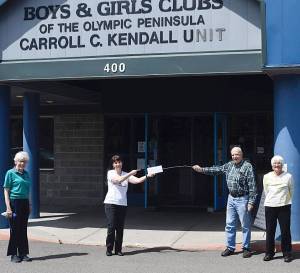 BOYS & GIRLS CLUBS
OF THE OLYMPIC PENINSULA
CARROLL C. KENDALL UNIT
400